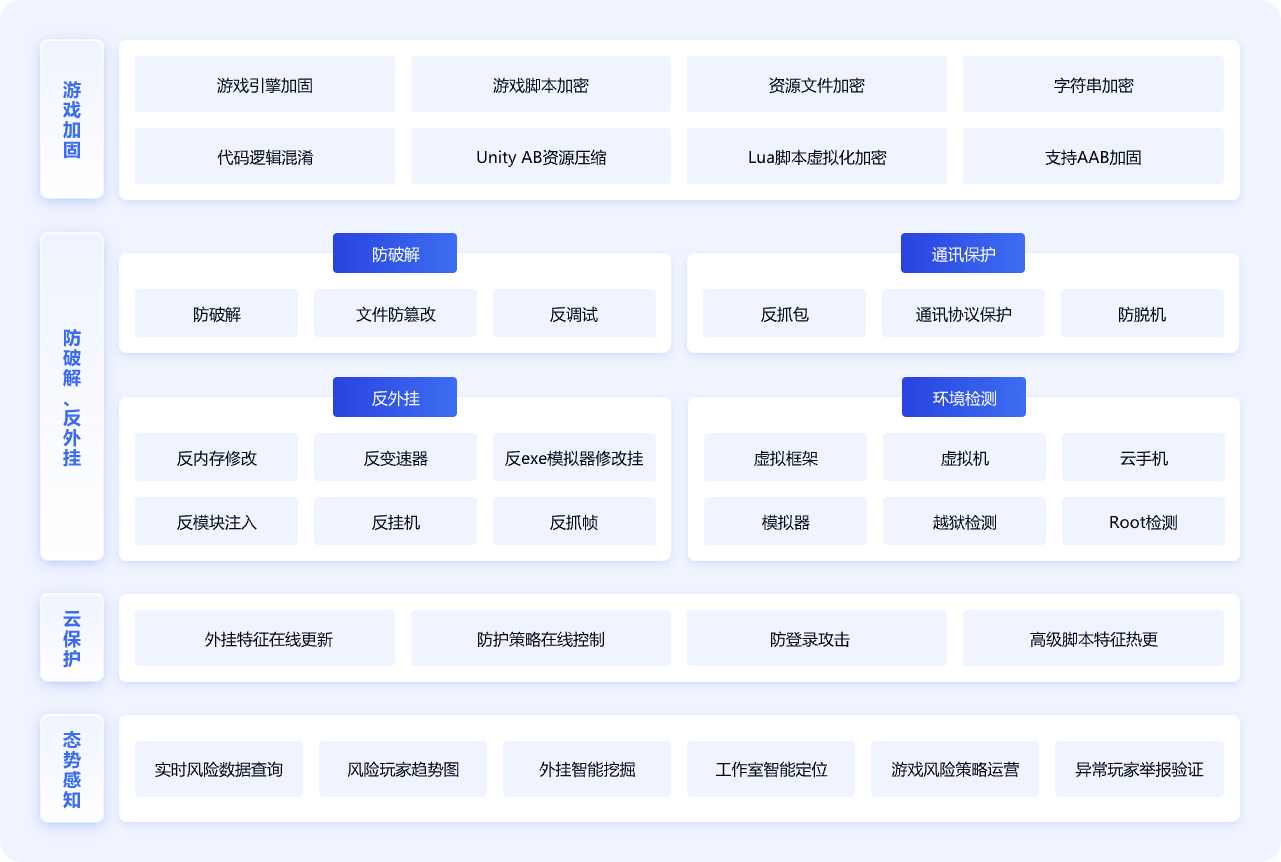 游戏加固
游戏引擎加固
游戏脚本加密
资源文件加密
字符串加密
代码逻辑混淆
Unity AB资源压缩
Lua脚本虚拟化加密
支持AAB加固
防破解、反外挂
防破解
防破解
文件防篡改
反调试
通讯保护
反抓包
通讯协议保护
防脱机
反外挂
反内存修改
反变速器
反exe模拟器修改挂
反模块注入
反挂机
反抓帧
环境检测
虚拟框架
虚拟机
云手机
模拟器
越狱检测
Root检测
云保护
外挂特征在线更新
防护策略在线控制
防登录攻击
高级脚本特征热更
态势感知
实时风险数据查询
风险玩家趋势图
外挂智能挖掘
工作室智能定位
游戏风险策略运营
异常玩家举报验证